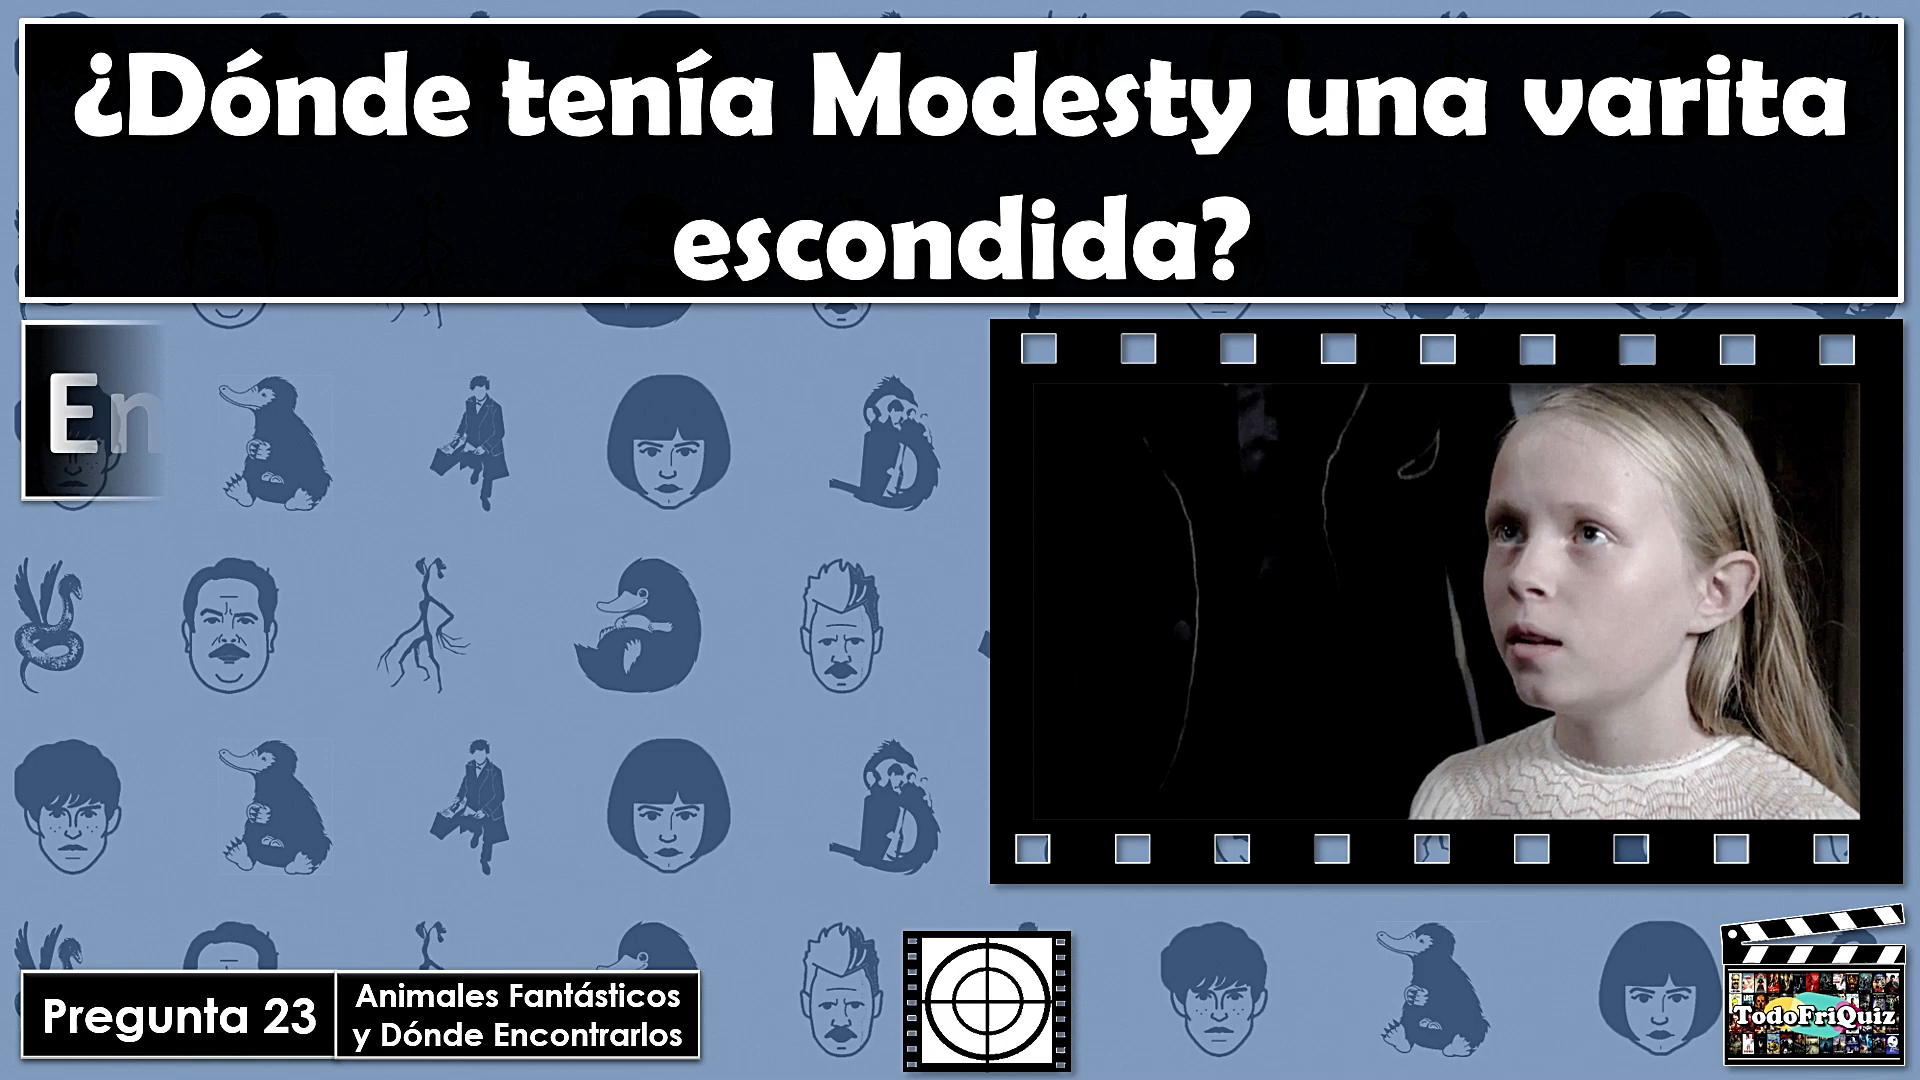 ¿Dónde tenía Modesty una varita
escondida?
En
Pregunta 23
Animales Fantásticos
y Dónde Encontrarlos
TodoFriQuiz